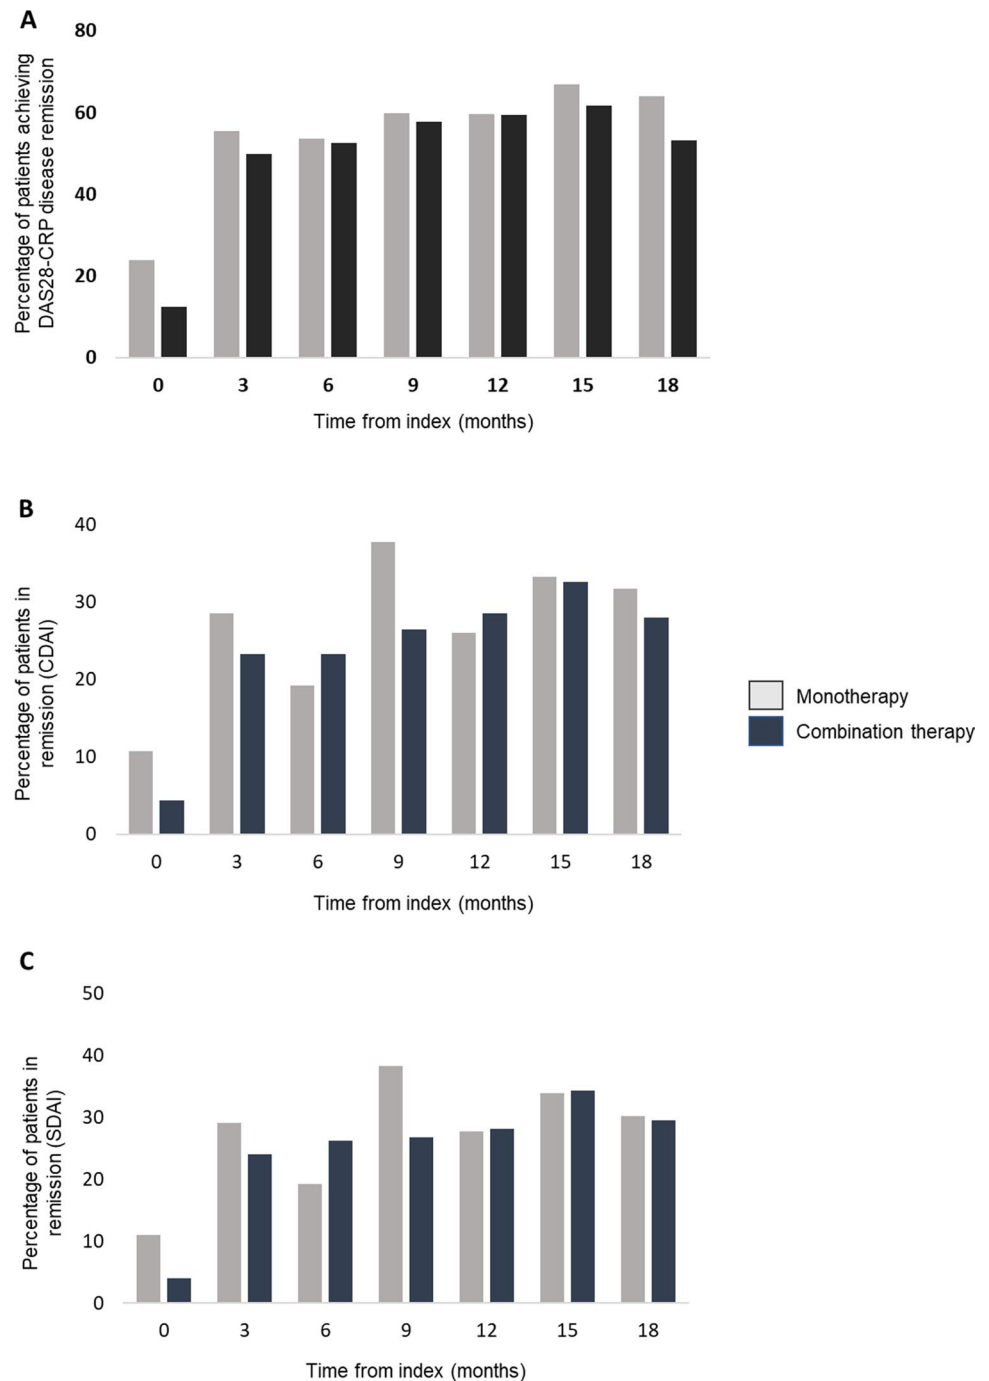 A
80
60
40
20
0
Percentage of patients achieving
DAS28-CRP disease remission
0 3 6 9 12 15 18
Time from index (months)
B
40
30
20
10
0
Percentage of patients in
remission (CDAI)
0 3 6 9 12 15 18
Time from index (months)
Monotherapy
Combination therapy
C
50
40
30
20
10
0
Percentage of patients in
remission (SDAI)
0 3 6 9 12 15 18
Time from index (months)